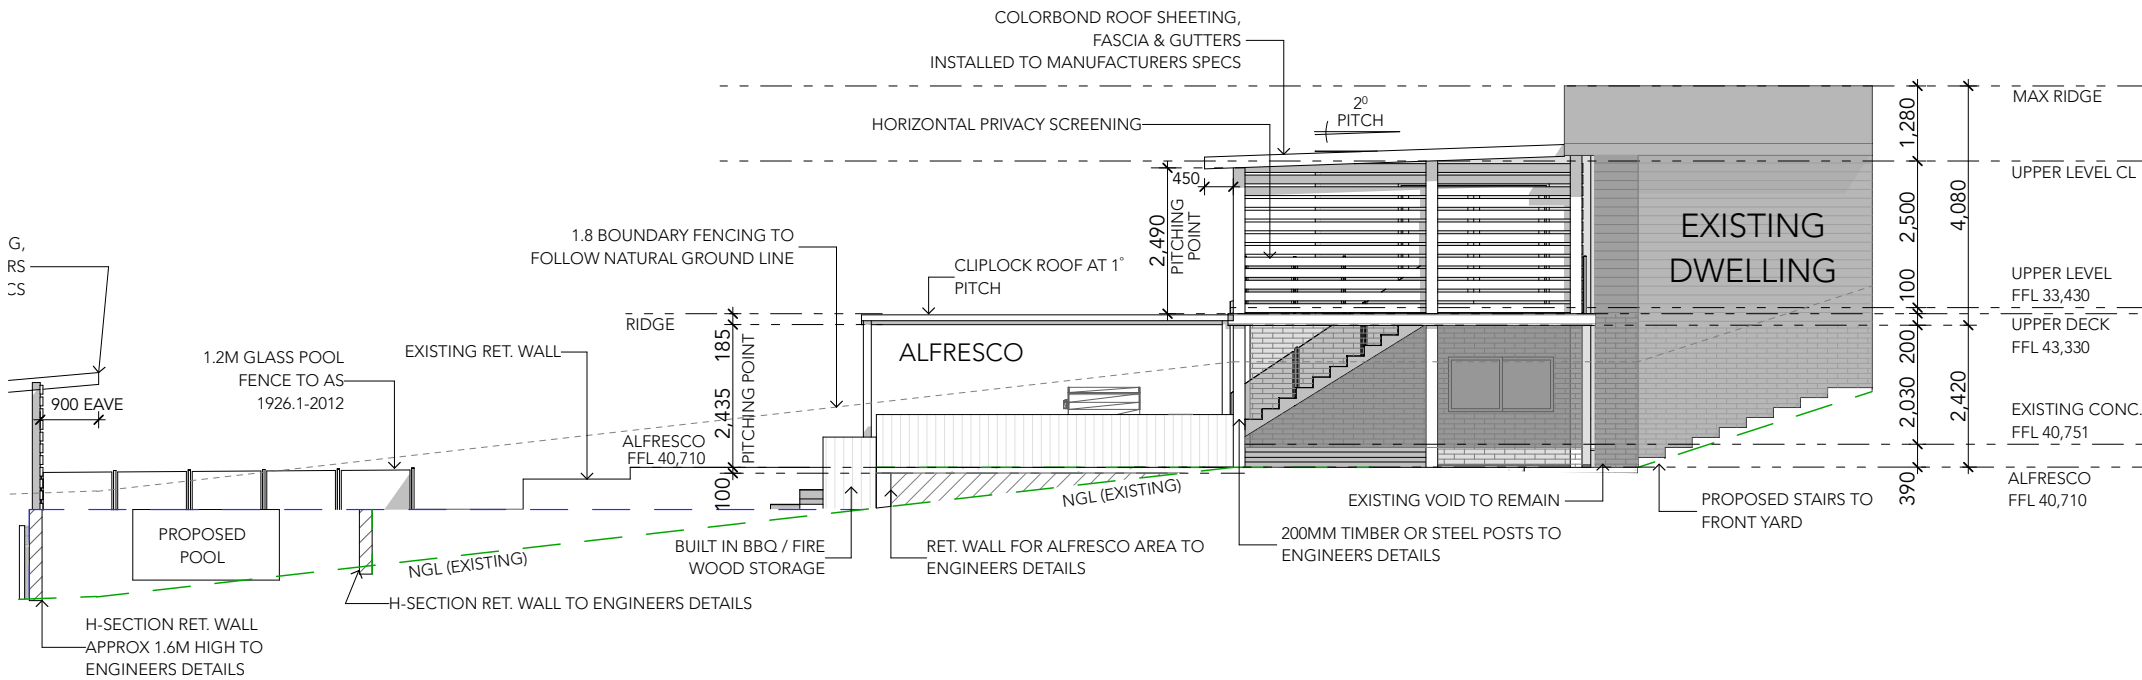 COLORBOND ROOF SHEETING,
FASCIA & GUTTERS
INSTALLED TO MANUFACTURERS SPECS
2⁰
PITCH
HORIZONTAL PRIVACY SCREENING
MAX RIDGE
1,280
UPPER LEVEL CL
450
2,490
PITCHING
POINT
2,500
4,080
EXISTING
DWELLING
G,
RS
CS
1.8 BOUNDARY FENCING TO
FOLLOW NATURAL GROUND LINE
CLIPLOCK ROOF AT 1°
PITCH
100
UPPER LEVEL
FFL 33,430
UPPER DECK
FFL 43,330
RIDGE
185
200
ALFRESCO
EXISTING RET. WALL
1.2M GLASS POOL
FENCE TO AS
1926.1-2012
900 EAVE
2,435
PITCHING POINT
2,030
2,420
EXISTING CONC.
FFL 40,751
ALFRESCO
FFL 40,710
100
390
ALFRESCO
FFL 40,710
NGL (EXISTING)
EXISTING VOID TO REMAIN
PROPOSED STAIRS TO
FRONT YARD
PROPOSED
POOL
NGL (EXISTING)
BUILT IN BBQ / FIRE
WOOD STORAGE
RET. WALL FOR ALFRESCO AREA TO
ENGINEERS DETAILS
200MM TIMBER OR STEEL POSTS TO
ENGINEERS DETAILS
H-SECTION RET. WALL TO ENGINEERS DETAILS
H-SECTION RET. WALL
APPROX 1.6M HIGH TO
ENGINEERS DETAILS